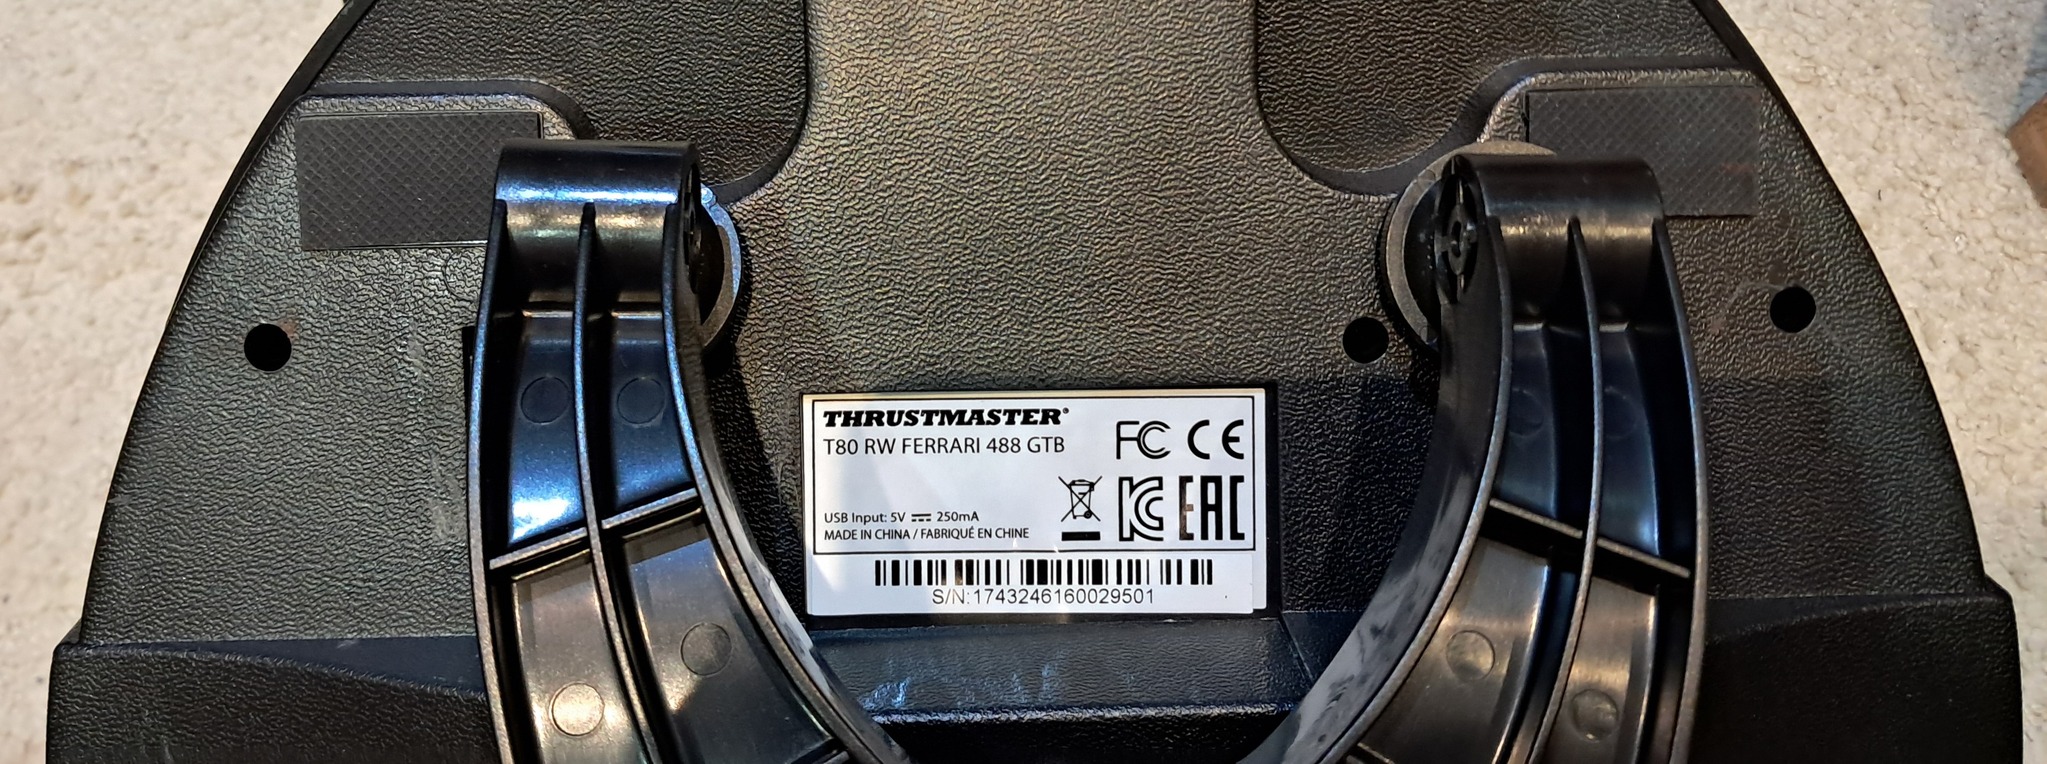 THRUSTMASTER®
T80 RW FERRARI 488 GTB
FC CE
USB Input: 5V ⎓ 250mA
MADE IN CHINA / FABRIQUÉ EN CHINE
KC EAC
S/N:1743246160029501